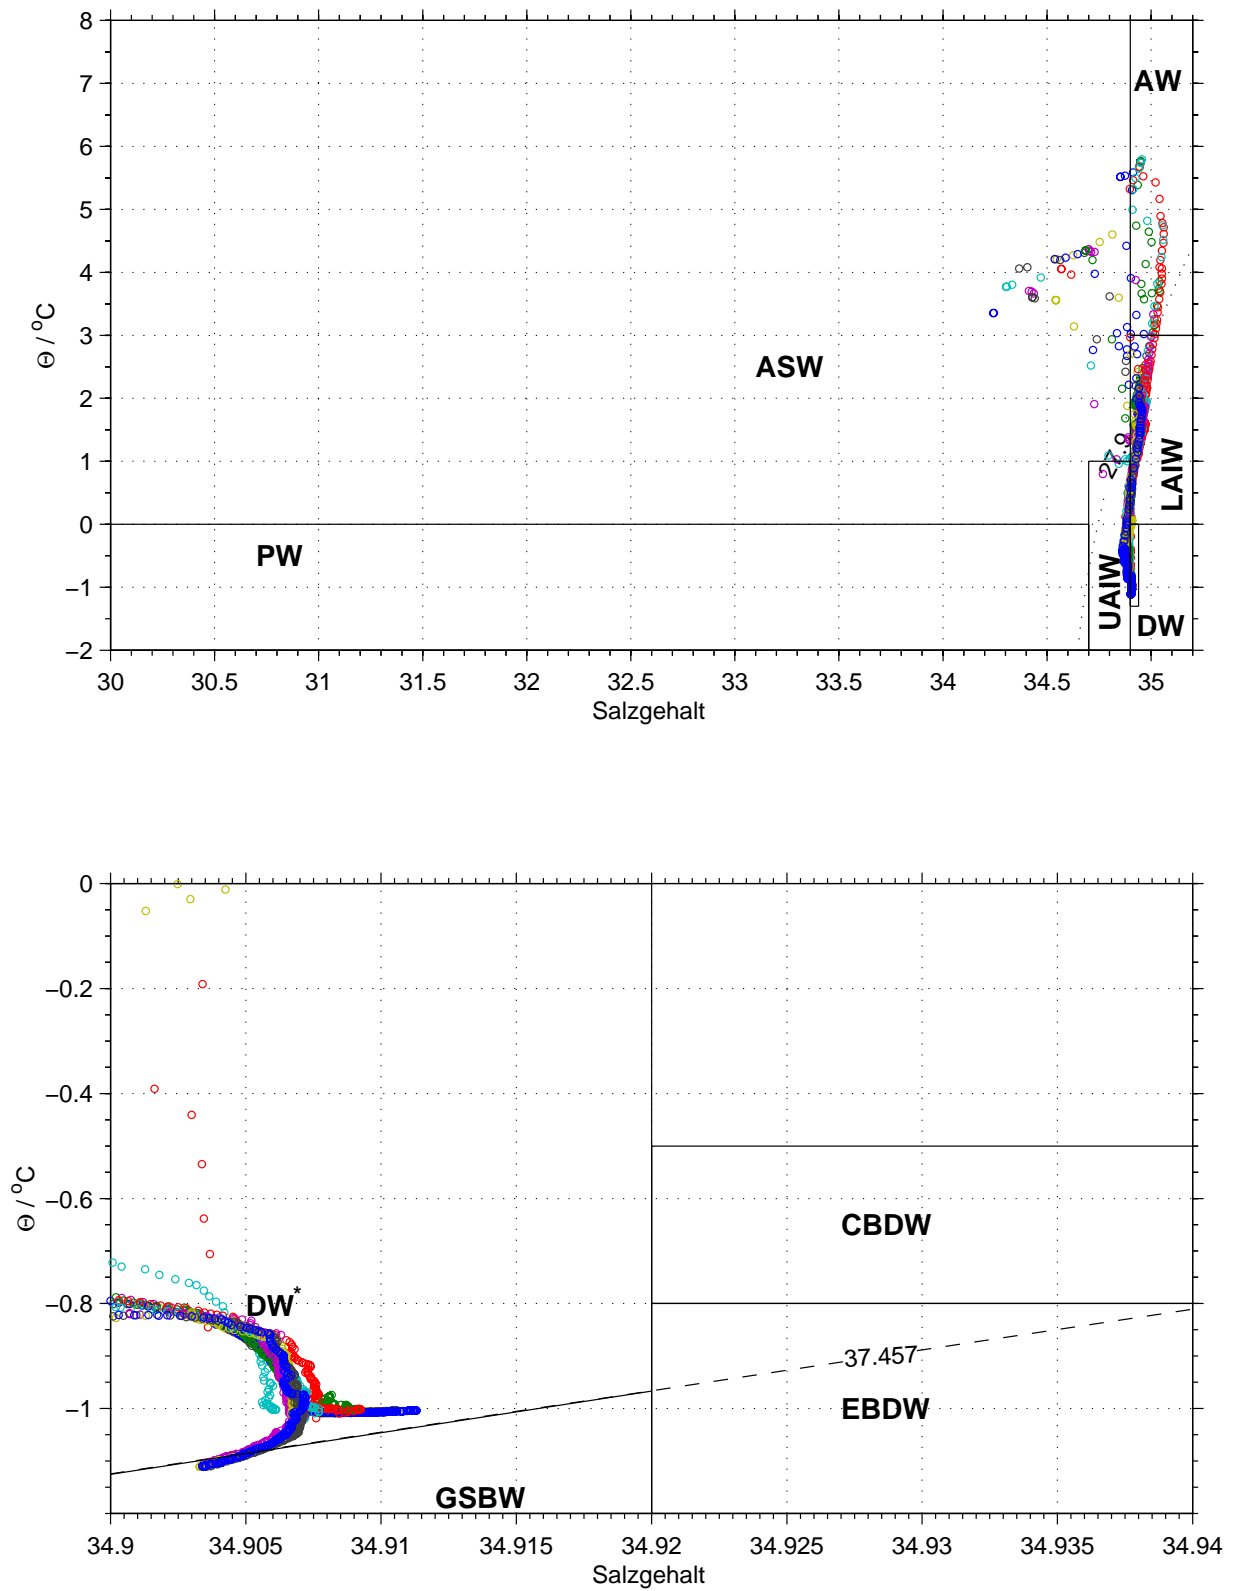 8
AW
7
6
5
4
Θ / °C
3
ASW
2
27.9
1
LAIW
0
PW
UAIW
−1
DW
−2
30 30.5 31 31.5 32 32.5 33 33.5 34 34.5 35
Salzgehalt
0
−0.2
−0.4
Θ / °C
−0.6
CBDW
−0.8
DW*
37.457
−1
EBDW
GSBW
34.9 34.905 34.91 34.915 34.92 34.925 34.93 34.935 34.94
Salzgehalt